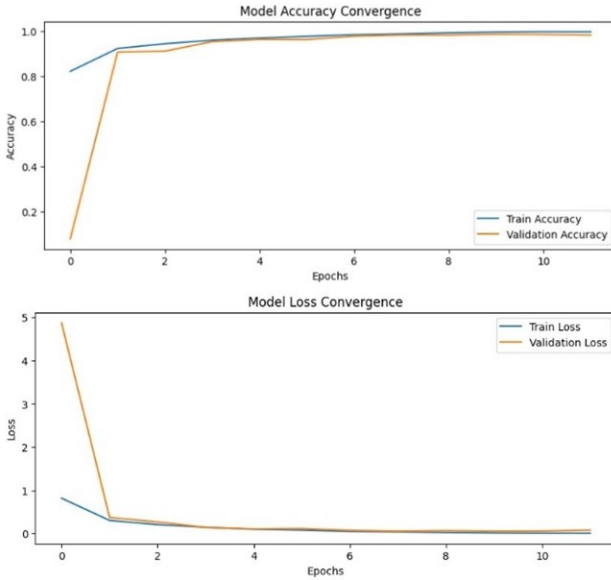 Model Accuracy Convergence
1.0
0.8
0.6
0.4
0.2
Accuracy
Train Accuracy
Validation Accuracy
0 2 4 6 8 10
Epochs
Model Loss Convergence
5
4
3
2
1
0
Loss
Train Loss
Validation Loss
0 2 4 6 8 10
Epochs